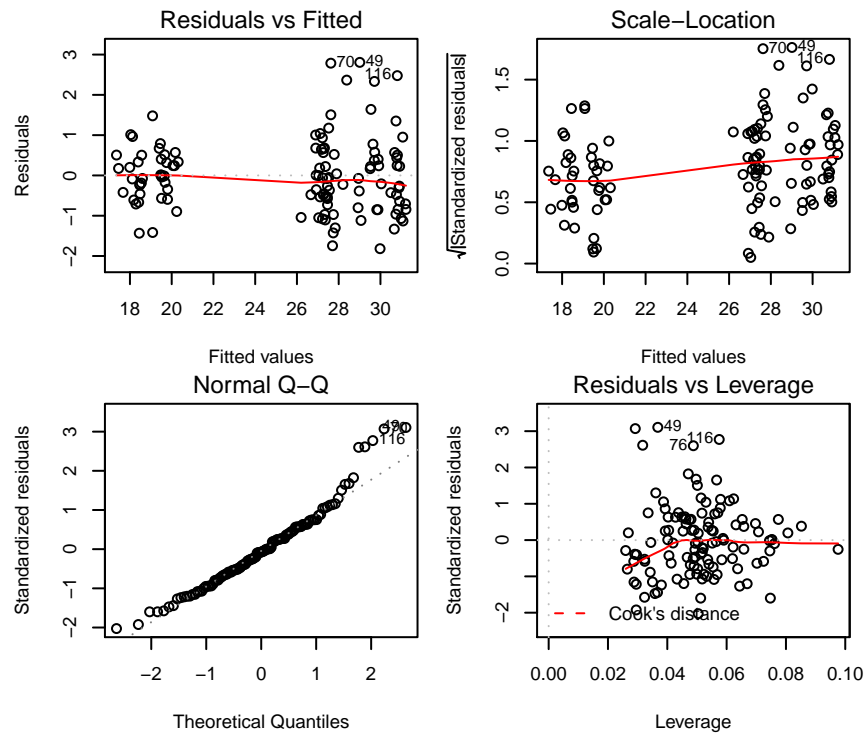 Residuals vs Fitted
Residuals
3
2
1
0
−1
−2
70
49
116
18 20 22 24 26 28 30
Fitted values
Scale−Location
√|Standardized residuals|
1.5
1.0
0.5
0.0
70
49
116
18 20 22 24 26 28 30
Fitted values
Normal Q−Q
Standardized residuals
3
2
1
0
−1
−2
49
116
−2 −1 0 1 2
Theoretical Quantiles
Residuals vs Leverage
Standardized residuals
3
2
1
0
−2
49
116
76
Cook's distance
0.00 0.02 0.04 0.06 0.08 0.10
Leverage